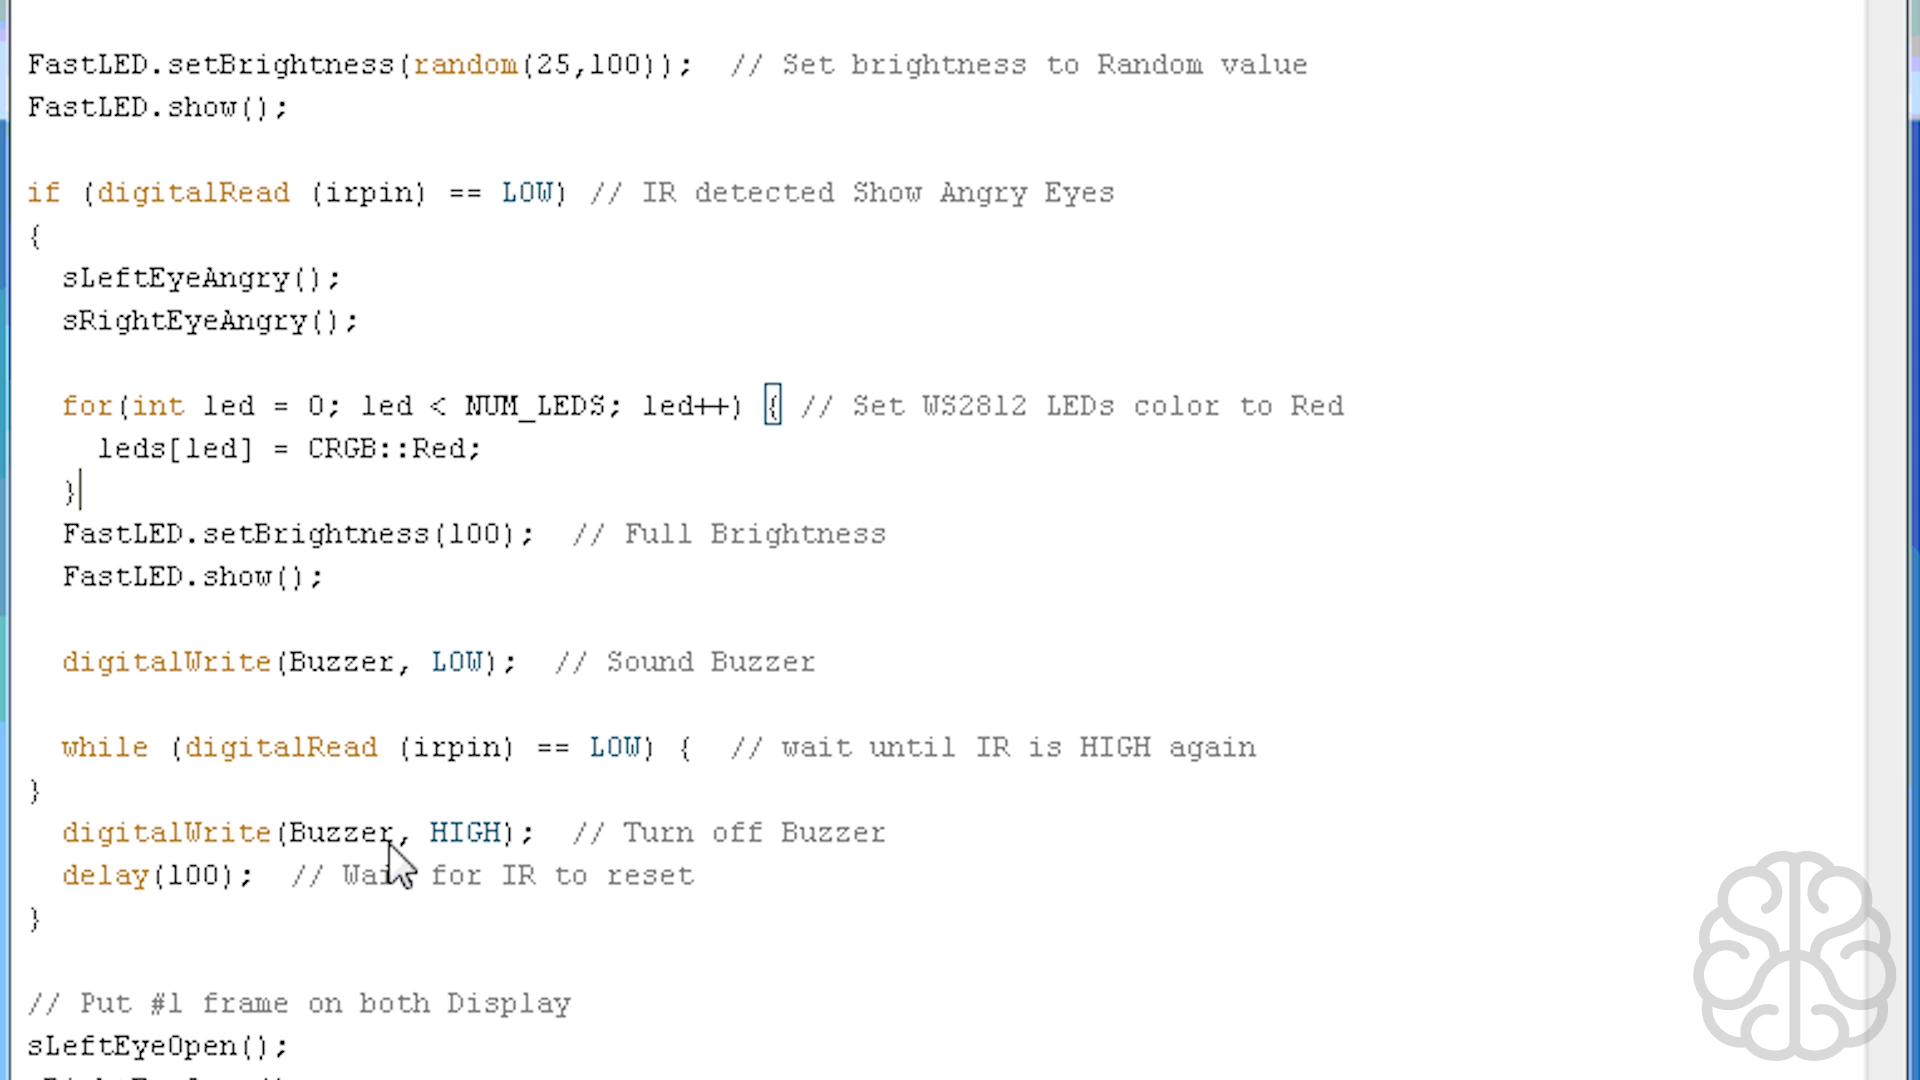 FastLED.setBrightness(random(25,100));  // Set brightness to Random value
FastLED.show();
if (digitalRead (irpin) == LOW) // IR detected Show Angry Eyes
{
  sLeftEyeAngry();
  sRightEyeAngry();
  for(int led = 0; led < NUM_LEDS; led++) { // Set WS2812 LEDs color to Red
    leds[led] = CRGB::Red;
  }
  FastLED.setBrightness(100);  // Full Brightness
  FastLED.show();
  digitalWrite(Buzzer, LOW);  // Sound Buzzer
  while (digitalRead (irpin) == LOW) {  // wait until IR is HIGH again
}
  digitalWrite(Buzzer, HIGH);  // Turn off Buzzer
  delay(100);  // Wait for IR to reset
}
// Put #1 frame on both Display
sLeftEyeOpen();